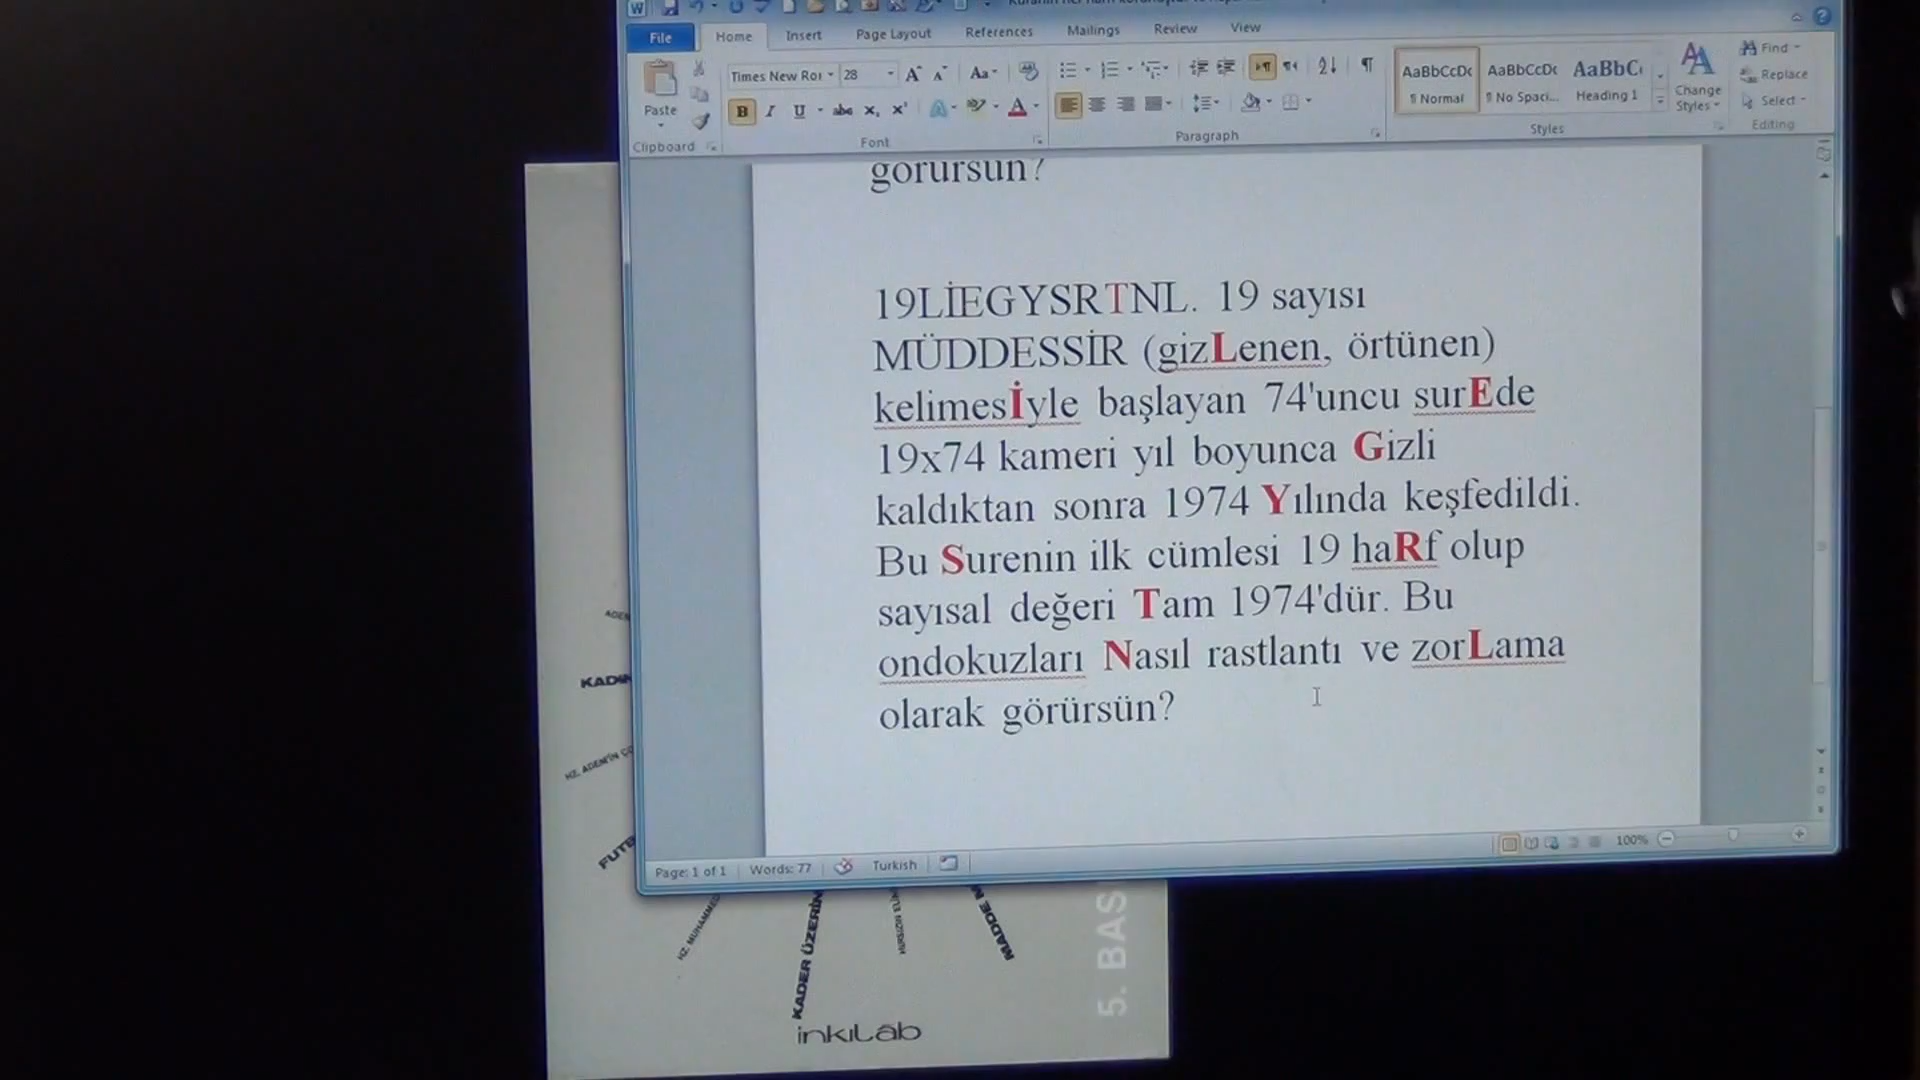 File
Home
Insert
Page Layout
References
Mailings
Review
View
Paste
Clipboard
Times New Ro
28
Font
Paragraph
AaBbCcDc
¶ Normal
AaBbCcDc
¶ No Spaci...
AaBbC
Heading 1
Change
Styles
Styles
Find
Replace
Select
Editing
görürsün?
19LİEGYSRTNL. 19 sayısı
MÜDDESSİR (gizLenen, örtünen)
kelimesİyle başlayan 74'uncu surEde
19x74 kameri yıl boyunca Gizli
kaldıktan sonra 1974 Yılında keşfedildi.
Bu Surenin ilk cümlesi 19 haRf olup
sayısal değeri Tam 1974'dür. Bu
ondokuzları Nasıl rastlantı ve zorLama
olarak görürsün?
Page: 1 of 1
Words: 77
Turkish
100%
KADER ÜZERİN
HZ. MUHAMMED
MADDE
5. BAS
inkılâb